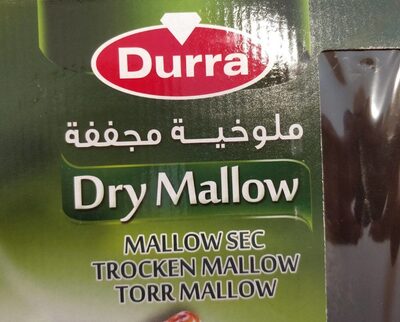 Durra
ملوخية مجففة
Dry Mallow
MALLOW SEC
TROCKEN MALLOW
TORR MALLOW